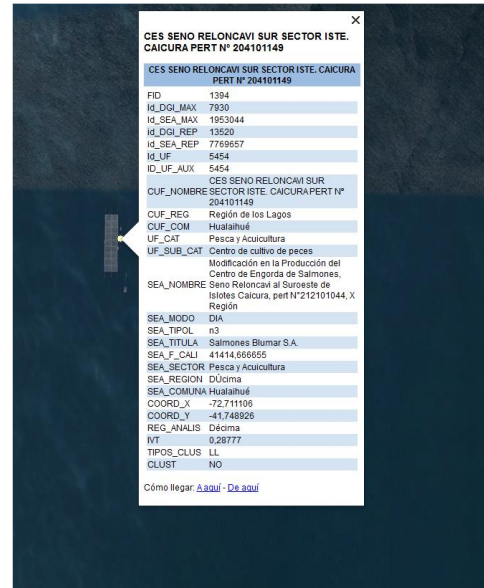 ×
CES SENO RELONCAVI SUR SECTOR ISTE.
CAICURA PERT N° 204101149
CES SENO RELONCAVI SUR SECTOR ISTE. CAICURA
PERT N° 204101149
FID 1394
Id_DGI_MAX 7930
Id_SEA_MAX 1953044
id_DGI_REP 13520
id_SEA_REP 7769657
Id_UF 5454
ID_UF_AUX 5454
CES SENO RELONCAVI SUR
CUF_NOMBRE SECTOR ISTE. CAICURA PERT N°
204101149
CUF_REG Región de los Lagos
CUF_COM Hualaihué
UF_CAT Pesca y Acuicultura
UF_SUB_CAT Centro de cultivo de peces
Modificación en la Producción del
Centro de Engorda de Salmones,
SEA_NOMBRE Seno Reloncavi al Suroeste de
Islotes Caicura, pert N°212101044, X
Región
SEA_MODO DIA
SEA_TIPOL n3
SEA_TITULA Salmones Blumar S.A.
SEA_F_CALI 41414,666655
SEA_SECTOR Pesca y Acuicultura
SEA_REGION DÚcima
SEA_COMUNA Hualaihué
COORD_X -72,711106
COORD_Y -41,748926
REG_ANALIS Décima
IVT 0,28777
TIPOS_CLUS LL
CLUST NO
Cómo llegar: A aquí - De aquí